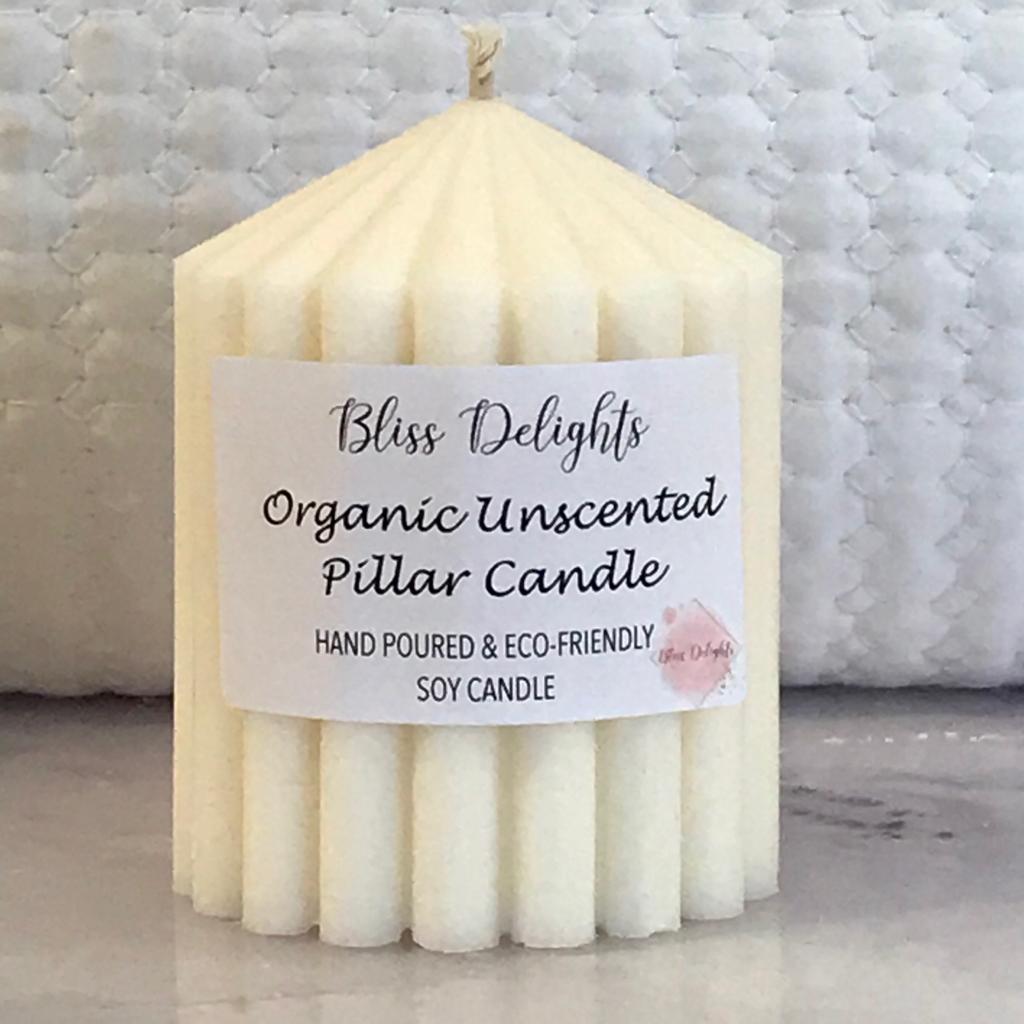 Bliss Delights
Organic Unscented
Pillar Candle
HAND POURED & ECO-FRIENDLY
SOY CANDLE
Bliss Delights